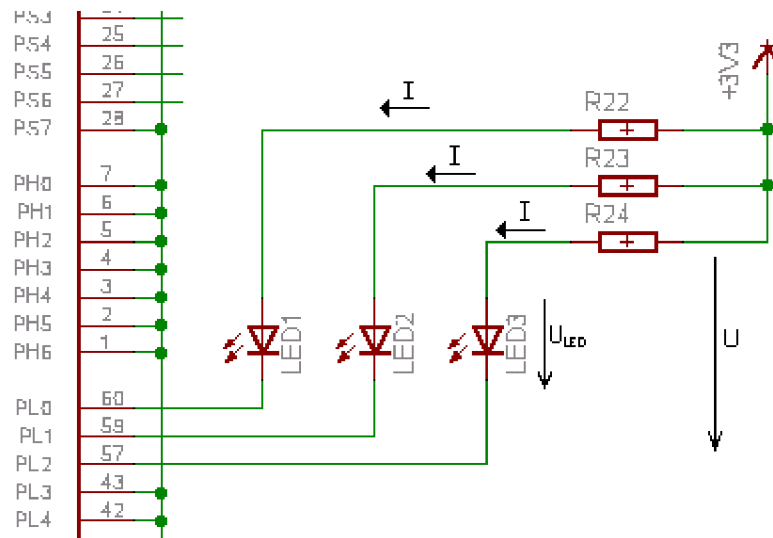 PS3
PS4 25
PS5 26
PS6 27
PS7 28
PH0 7
PH1 6
PH2 5
PH3 4
PH4 3
PH5 2
PH6 1
PL0 60
PL1 59
PL2 57
PL3 43
PL4 42
I
R22
+3V3
I
R23
I
R24
LED1
LED2
LED3
U LED
U